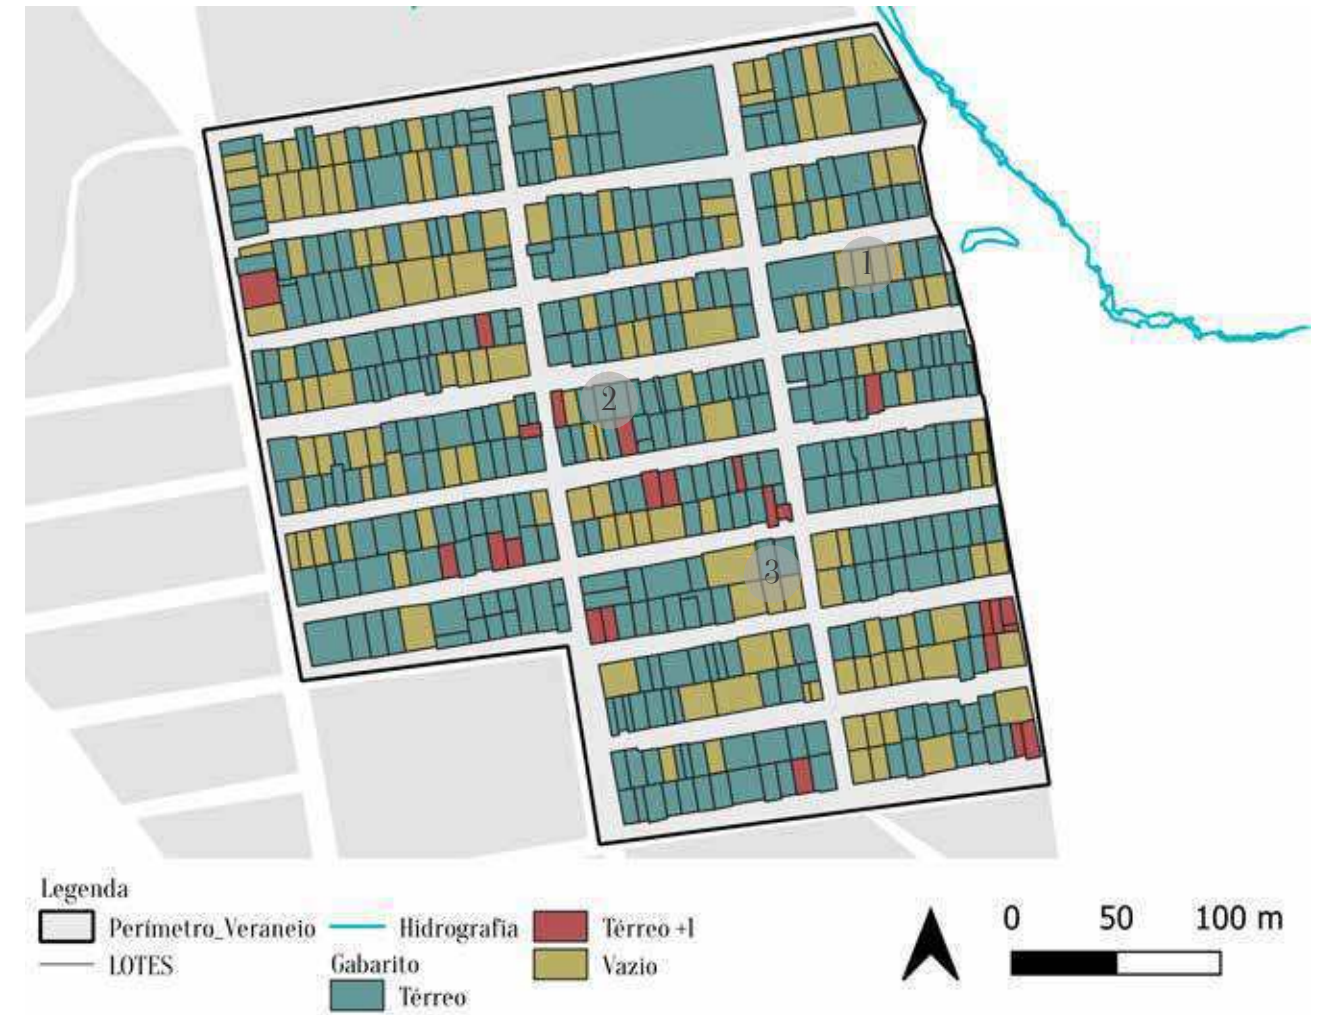 1
2
3
Legenda
Perímetro_Veraneio
Hidrografia
Térreo +1
0 50 100 m
LOTES
Gabarito
Vazio
Térreo